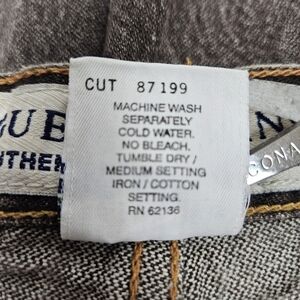 CUT 87199
MACHINE WASH
SEPARATELY
COLD WATER.
NO BLEACH.
TUMBLE DRY /
MEDIUM SETTING
IRON / COTTON
SETTING.
RN 62136